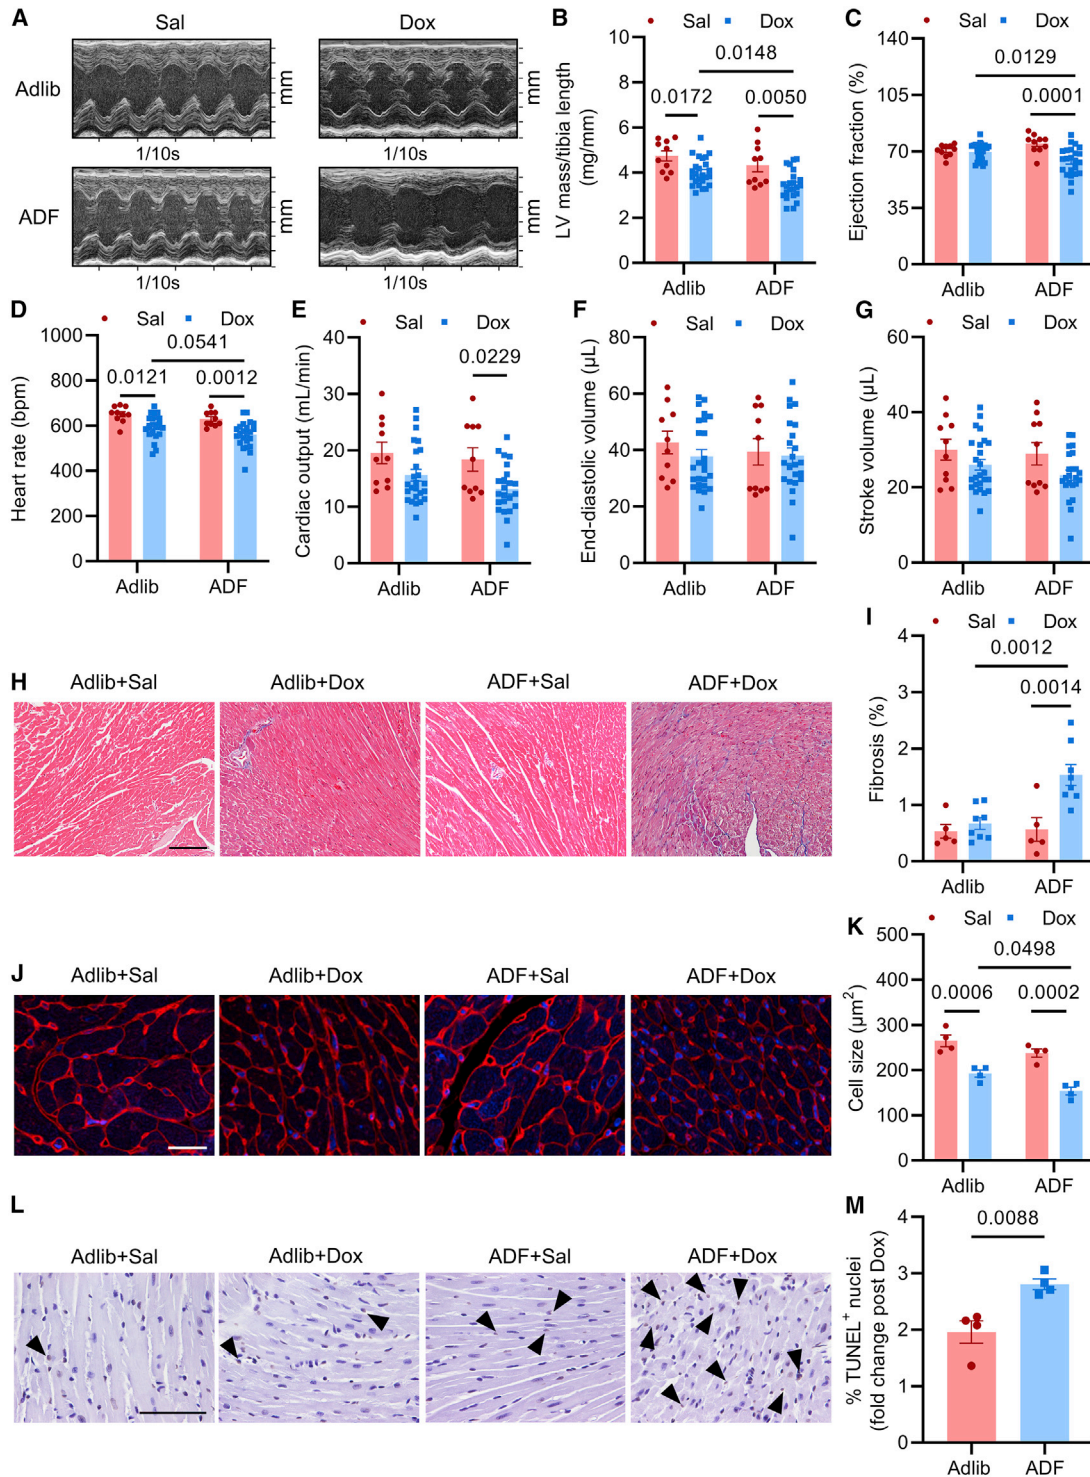 A
Sal
Dox
Adlib
mm
mm
1/10s
1/10s
ADF
mm
mm
1/10s
1/10s
B
Sal
Dox
LV mass/tibia length
(mg/mm)
10
8
6
4
2
0
0.0148
0.0172
0.0050
Adlib
ADF
C
Sal
Dox
Ejection fraction (%)
140
105
70
35
0
0.0129
0.0001
Adlib
ADF
D
Sal
Dox
Heart rate (bpm)
1000
800
600
400
200
0
0.0541
0.0121
0.0012
Adlib
ADF
E
Sal
Dox
Cardiac output (mL/min)
40
30
20
10
0
0.0229
Adlib
ADF
F
Sal
Dox
End-diastolic volume (µL)
80
60
40
20
0
Adlib
ADF
G
Sal
Dox
Stroke volume (µL)
60
40
20
0
Adlib
ADF
H
Adlib+Sal
Adlib+Dox
ADF+Sal
ADF+Dox
I
Sal
Dox
Fibrosis (%)
4
3
2
1
0
0.0012
0.0014
Adlib
ADF
J
Adlib+Sal
Adlib+Dox
ADF+Sal
ADF+Dox
K
Sal
Dox
Cell size (µm²)
500
400
300
200
100
0
0.0498
0.0006
0.0002
Adlib
ADF
L
Adlib+Sal
Adlib+Dox
ADF+Sal
ADF+Dox
M
% TUNEL⁺ nuclei
(fold change post Dox)
4
3
2
1
0
0.0088
Adlib
ADF